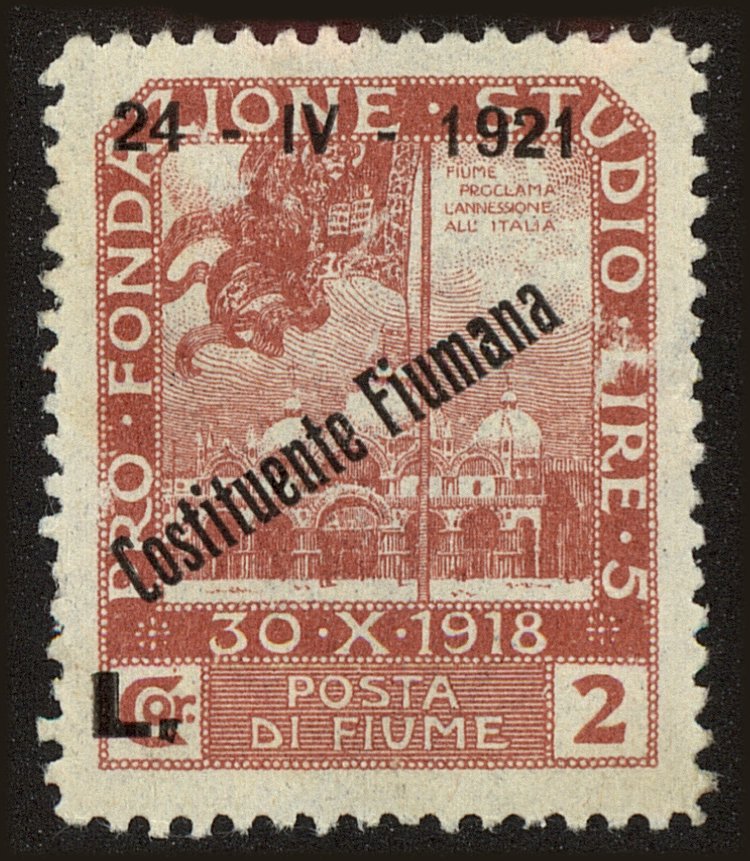 PRO · FONDAZIONE · STUDIO · LIRE · 5
24 - IV - 1921
FIUME
PROCLAMA
L'ANNESSIONE
ALL' ITALIA
Costituente Fiumana
30 · X · 1918
Cor.
L.
POSTA
DI FIUME
2